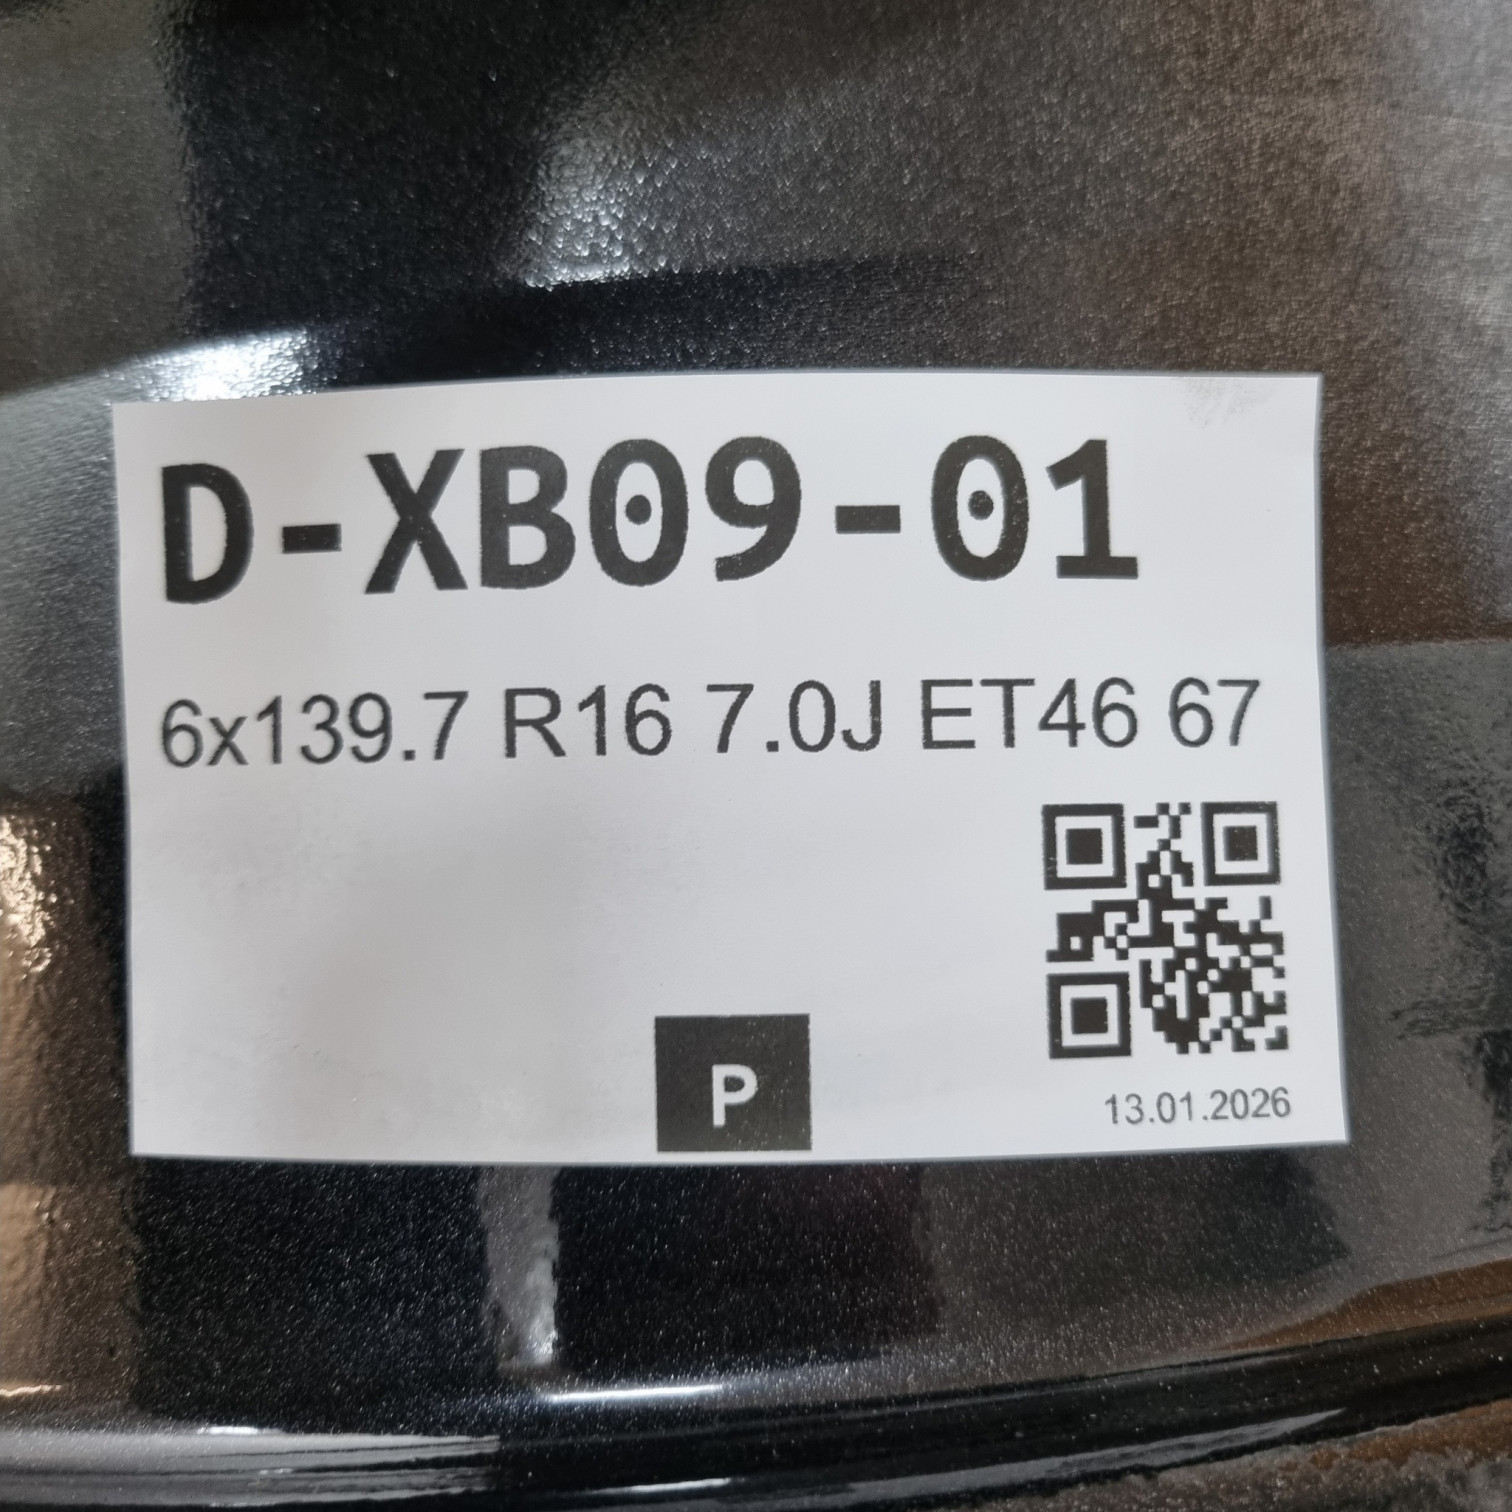 D-XB09-01
6x139.7 R16 7.0J ET46 67
P
13.01.2026